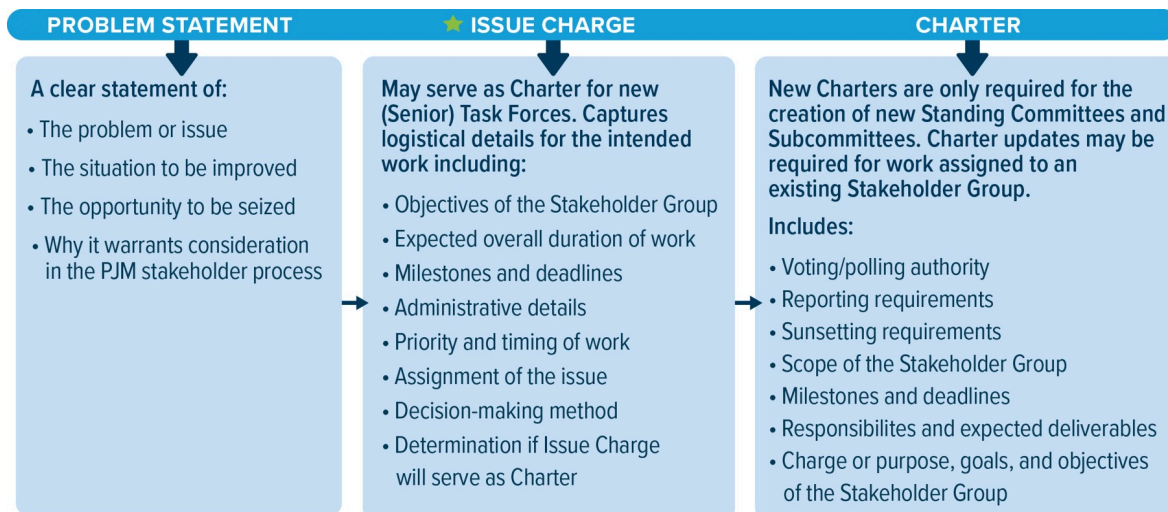 PROBLEM STATEMENT
ISSUE CHARGE
CHARTER
A clear statement of:
• The problem or issue
• The situation to be improved
• The opportunity to be seized
• Why it warrants consideration
in the PJM stakeholder process
May serve as Charter for new
(Senior) Task Forces. Captures
logistical details for the intended
work including:
• Objectives of the Stakeholder Group
• Expected overall duration of work
• Milestones and deadlines
• Administrative details
• Priority and timing of work
• Assignment of the issue
• Decision-making method
• Determination if Issue Charge
will serve as Charter
New Charters are only required for the
creation of new Standing Committees and
Subcommittees. Charter updates may be
required for work assigned to an
existing Stakeholder Group.
Includes:
• Voting/polling authority
• Reporting requirements
• Sunsetting requirements
• Scope of the Stakeholder Group
• Milestones and deadlines
• Responsibilites and expected deliverables
• Charge or purpose, goals, and objectives
of the Stakeholder Group